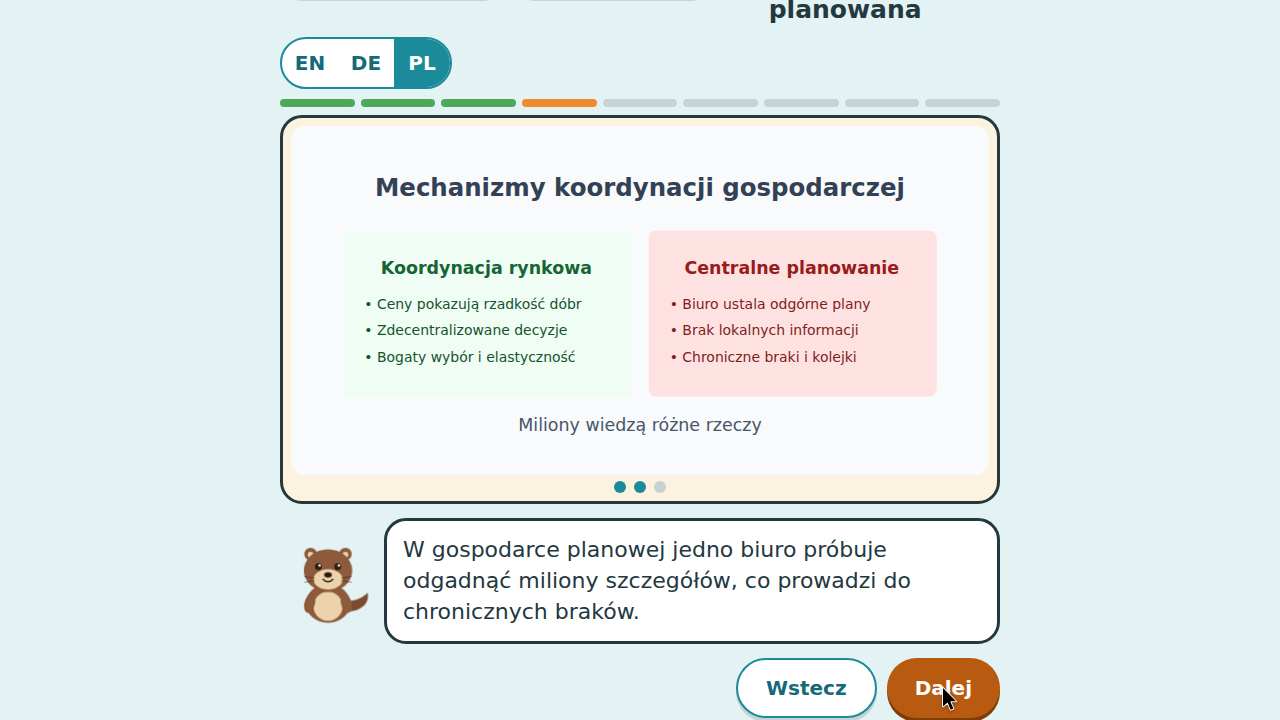 planowana
EN DE PL
Mechanizmy koordynacji gospodarczej
Koordynacja rynkowa
• Ceny pokazują rzadkość dóbr
• Zdecentralizowane decyzje
• Bogaty wybór i elastyczność
Centralne planowanie
• Biuro ustala odgórne plany
• Brak lokalnych informacji
• Chroniczne braki i kolejki
Miliony wiedzą różne rzeczy
W gospodarce planowej jedno biuro próbuje
odgadnąć miliony szczegółów, co prowadzi do
chronicznych braków.
Wstecz
Dalej